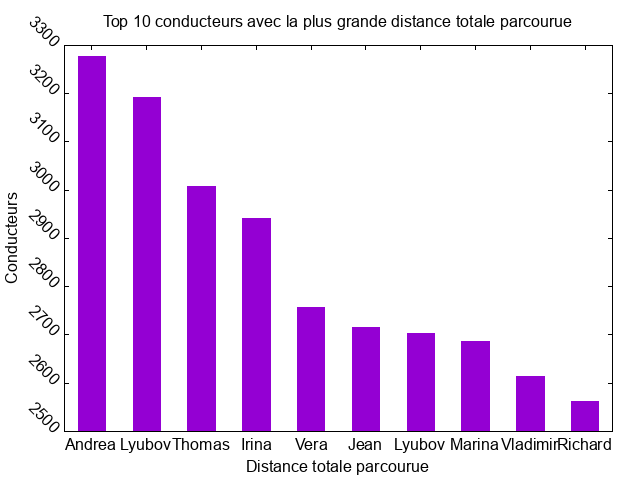 Top 10 conducteurs avec la plus grande distance totale parcourue
3300
3200
3100
3000
2900
2800
2700
2600
2500
Conducteurs
Andrea Lyubov Thomas Irina Vera Jean Lyubov Marina Vladimir Richard
Distance totale parcourue